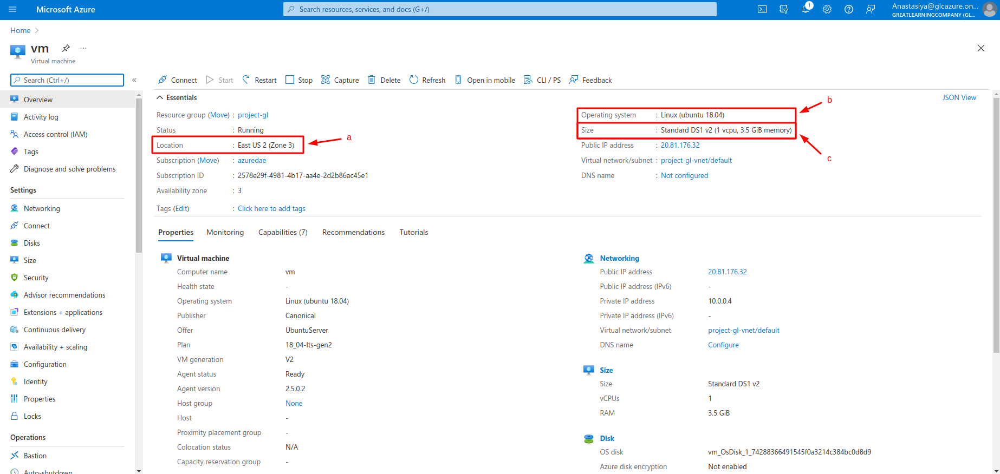 Microsoft Azure
Search resources, services, and docs (G+/)
1
Anastasiya@glcazure.on...
GREATLEARNINGCOMPANY (GL...
Home
vm
Virtual machine
Search (Ctrl+/)
Connect Start Restart Stop Capture Delete Refresh Open in mobile CLI / PS Feedback
Overview
Activity log
Access control (IAM)
Tags
Diagnose and solve problems
Settings
Networking
Connect
Disks
Size
Security
Advisor recommendations
Extensions + applications
Continuous delivery
Availability + scaling
Configuration
Identity
Properties
Locks
Operations
Bastion
Auto-shutdown
Essentials
JSON View
Resource group (Move) : project-gl
Status : Running
Location : East US 2 (Zone 3)
a
Subscription (Move) : azuredae
Subscription ID : 2578e29f-4981-4b17-aa4e-2d2b86ac45e1
Availability zone : 3
Tags (Edit) : Click here to add tags
b
Operating system : Linux (ubuntu 18.04)
Size : Standard DS1 v2 (1 vcpu, 3.5 GiB memory)
c
Public IP address : 20.81.176.32
Virtual network/subnet : project-gl-vnet/default
DNS name : Not configured
Properties Monitoring Capabilities (7) Recommendations Tutorials
Virtual machine
Computer name vm
Health state -
Operating system Linux (ubuntu 18.04)
Publisher Canonical
Offer UbuntuServer
Plan 18_04-lts-gen2
VM generation V2
Agent status Ready
Agent version 2.5.0.2
Host group None
Host -
Proximity placement group -
Colocation status N/A
Capacity reservation group -
Networking
Public IP address 20.81.176.32
Public IP address (IPv6) -
Private IP address 10.0.0.4
Private IP address (IPv6) -
Virtual network/subnet project-gl-vnet/default
DNS name Configure
Size
Size Standard DS1 v2
vCPUs 1
RAM 3.5 GiB
Disk
OS disk vm_OsDisk_1_74288366491545f0a3214c384bc0d8d9
Azure disk encryption Not enabled